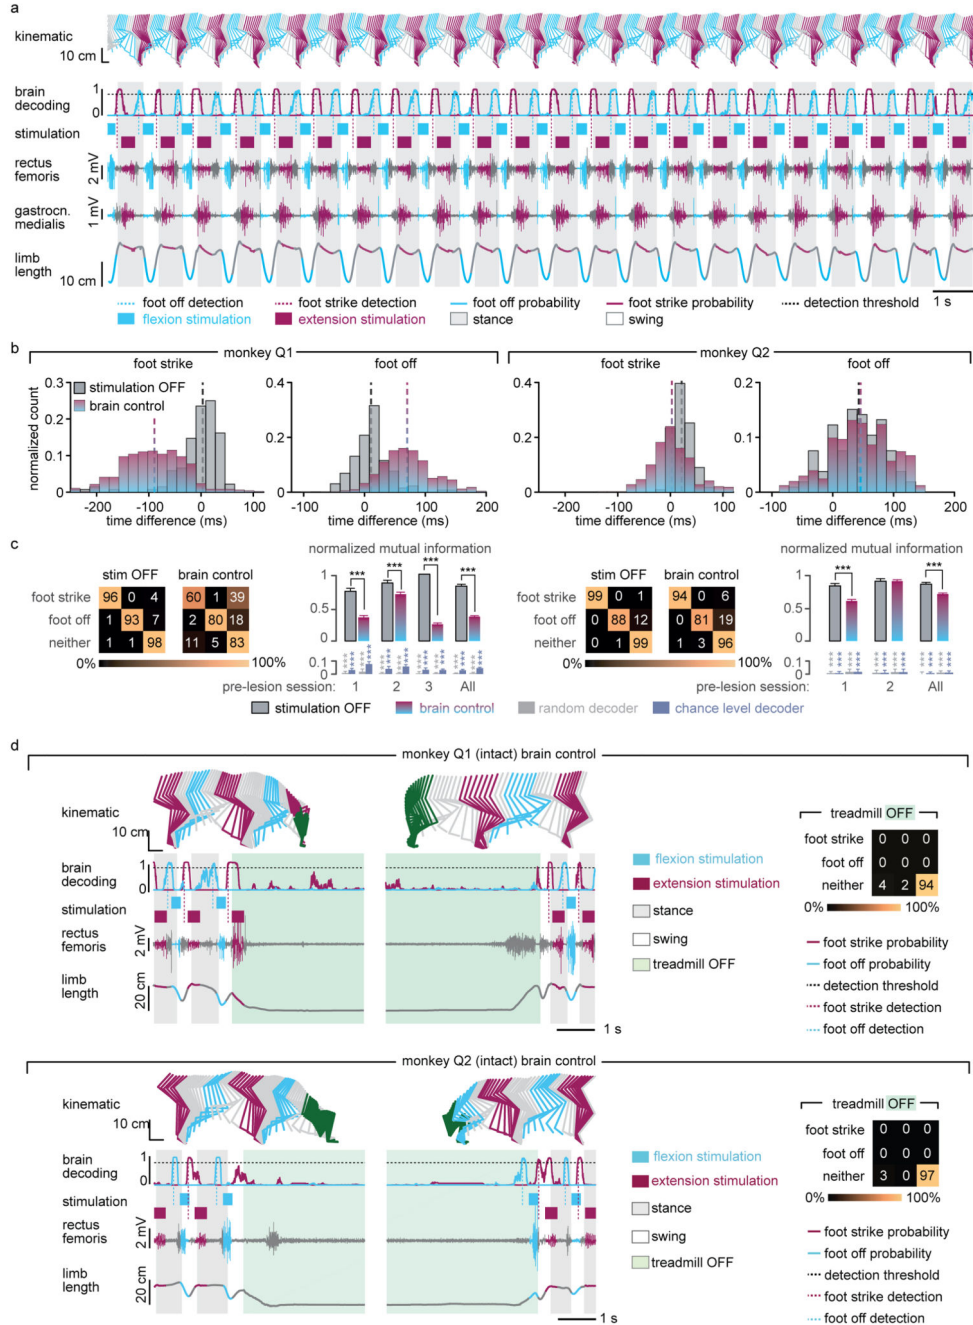 a
kinematic
10 cm
brain decoding
1
0
stimulation
rectus femoris
2 mV
gastrocn. medialis
1 mV
limb length
10 cm
foot off detection
foot strike detection
foot off probability
foot strike probability
detection threshold
1 s
flexion stimulation
extension stimulation
stance
swing
b
monkey Q1
monkey Q2
foot strike
foot off
foot strike
foot off
stimulation OFF
brain control
normalized count
0.3
0.2
0.1
0
0.4
0.2
0
0.4
0.2
0
0.2
0.1
0
-200 -100 0 100
0 100 200
-200 -100 0 100
-100 0 100 200
time difference (ms)
time difference (ms)
time difference (ms)
time difference (ms)
c
normalized mutual information
normalized mutual information
stim OFF
brain control
stim OFF
brain control
foot strike
96 0 4
60 1 39
99 0 1
94 0 6
foot off
1 93 7
2 80 18
0 88 12
0 81 19
neither
1 1 98
11 5 83
0 1 99
1 3 96
0% 100%
0% 100%
*** *** *** ***
*** ***
1
0.5
0.1
0
1
0.5
0.1
0
pre-lesion session: 1 2 3 All
pre-lesion session: 1 2 All
stimulation OFF
brain control
random decoder
chance level decoder
d
monkey Q1 (intact) brain control
kinematic
10 cm
brain decoding
1
0
stimulation
rectus femoris
2 mV
limb length
20 cm
1 s
flexion stimulation
extension stimulation
stance
swing
treadmill OFF
treadmill OFF
foot strike
0 0 0
foot off
0 0 0
neither
4 2 94
0% 100%
foot strike probability
foot off probability
detection threshold
foot strike detection
foot off detection
monkey Q2 (intact) brain control
kinematic
10 cm
brain decoding
1
0
stimulation
rectus femoris
2 mV
limb length
20 cm
1 s
flexion stimulation
extension stimulation
stance
swing
treadmill OFF
treadmill OFF
foot strike
0 0 0
foot off
0 0 0
neither
3 0 97
0% 100%
foot strike probability
foot off probability
detection threshold
foot strike detection
foot off detection